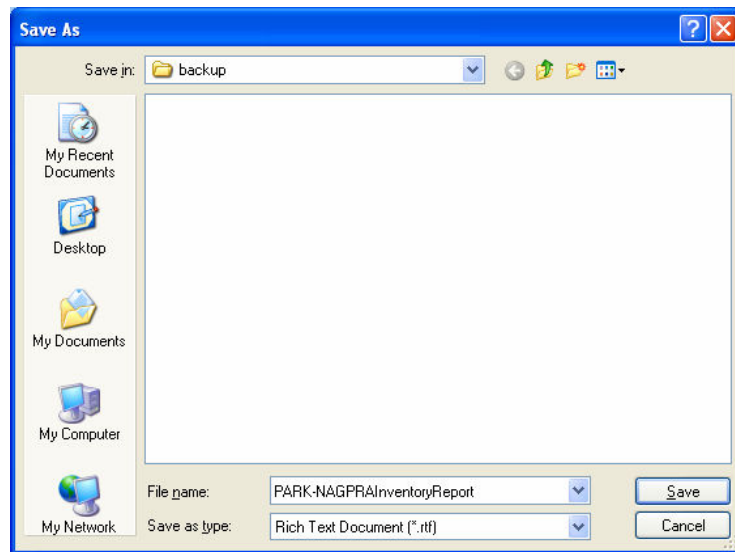 Save As
Save in:
backup
My Recent
Documents
Desktop
My Documents
My Computer
My Network
File name:
PARK-NAGPRAInventoryReport
Save
Save as type:
Rich Text Document (*.rtf)
Cancel